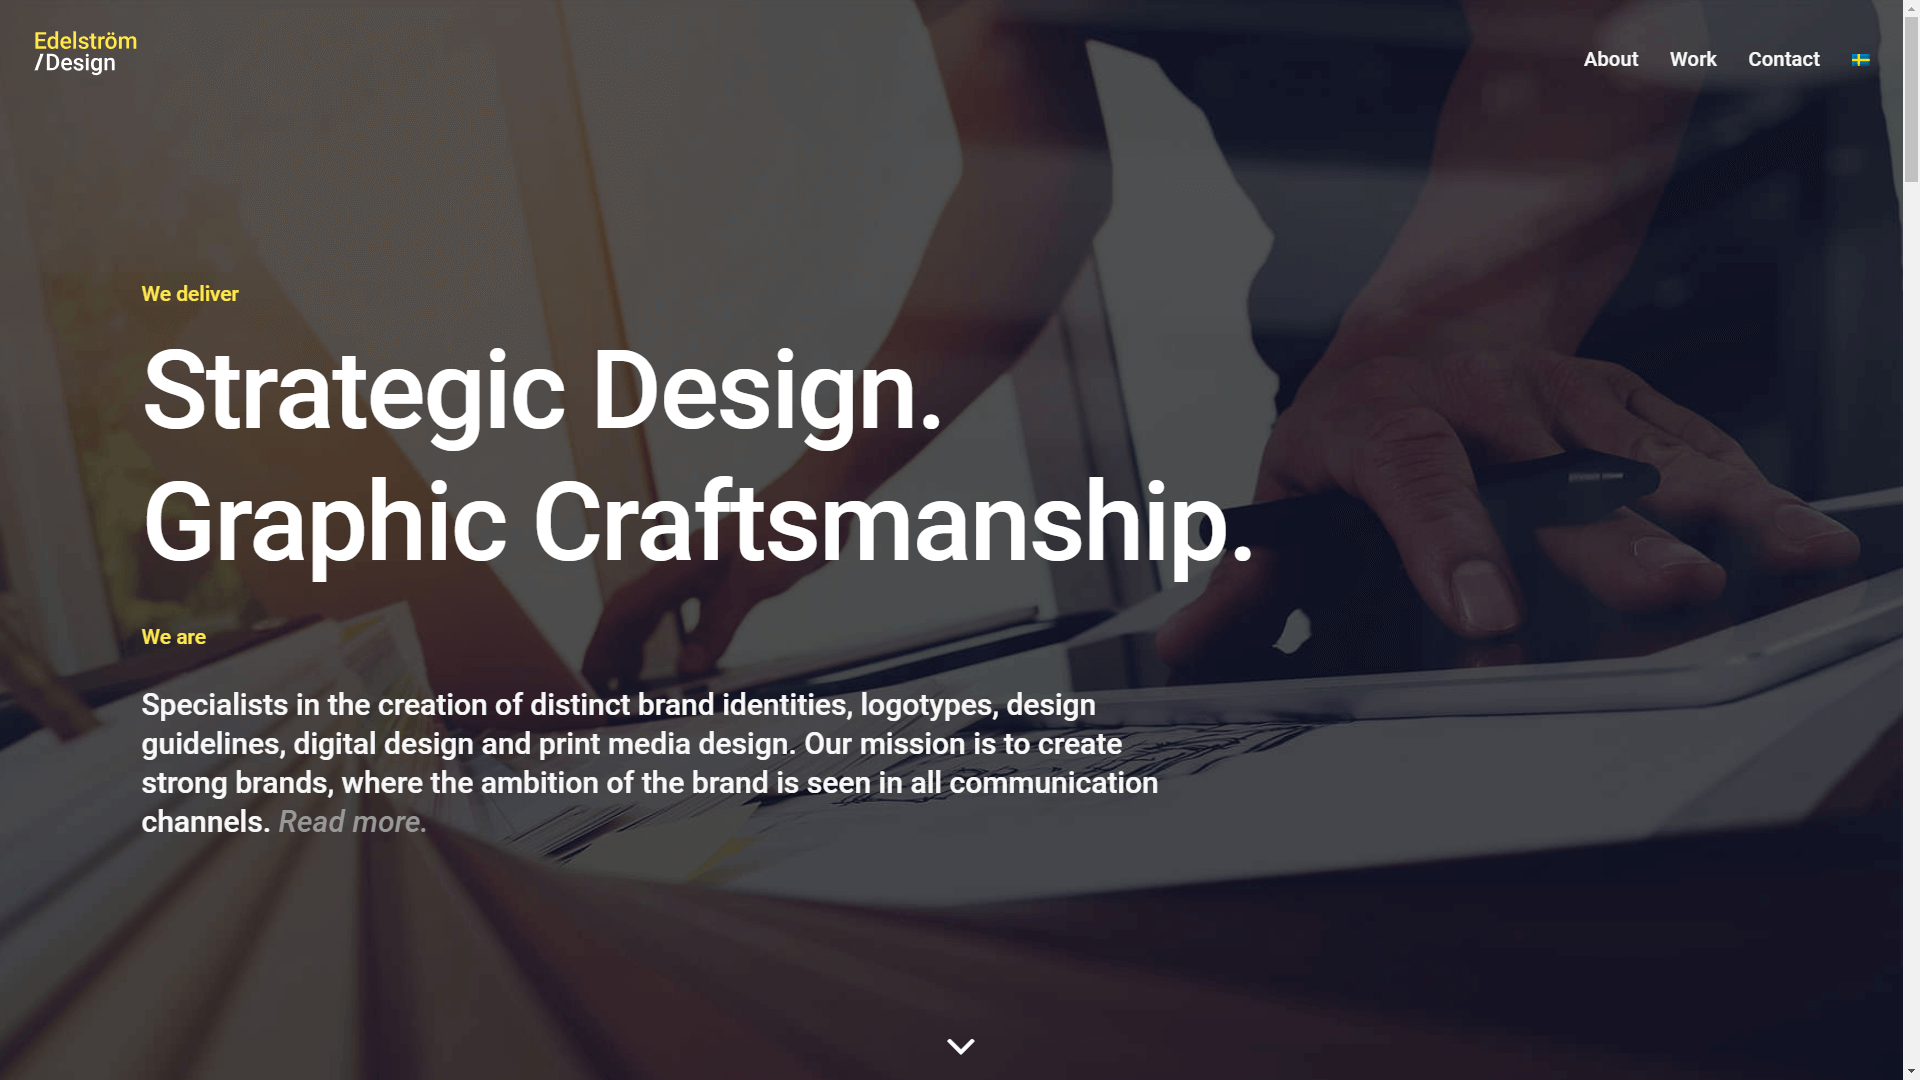 Edelström
/Design
About Work Contact
We deliver
Strategic Design.
Graphic Craftsmanship.
We are
Specialists in the creation of distinct brand identities, logotypes, design
guidelines, digital design and print media design. Our mission is to create
strong brands, where the ambition of the brand is seen in all communication
channels. Read more.